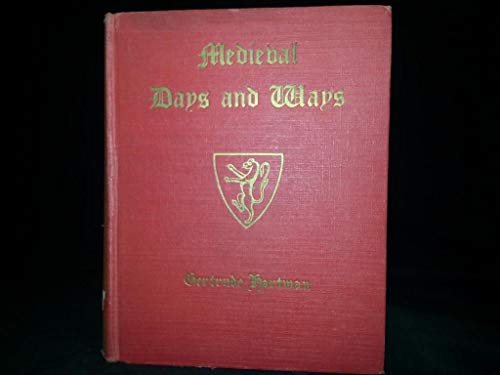 Medieval
Days and Ways
Gertrude Hartman